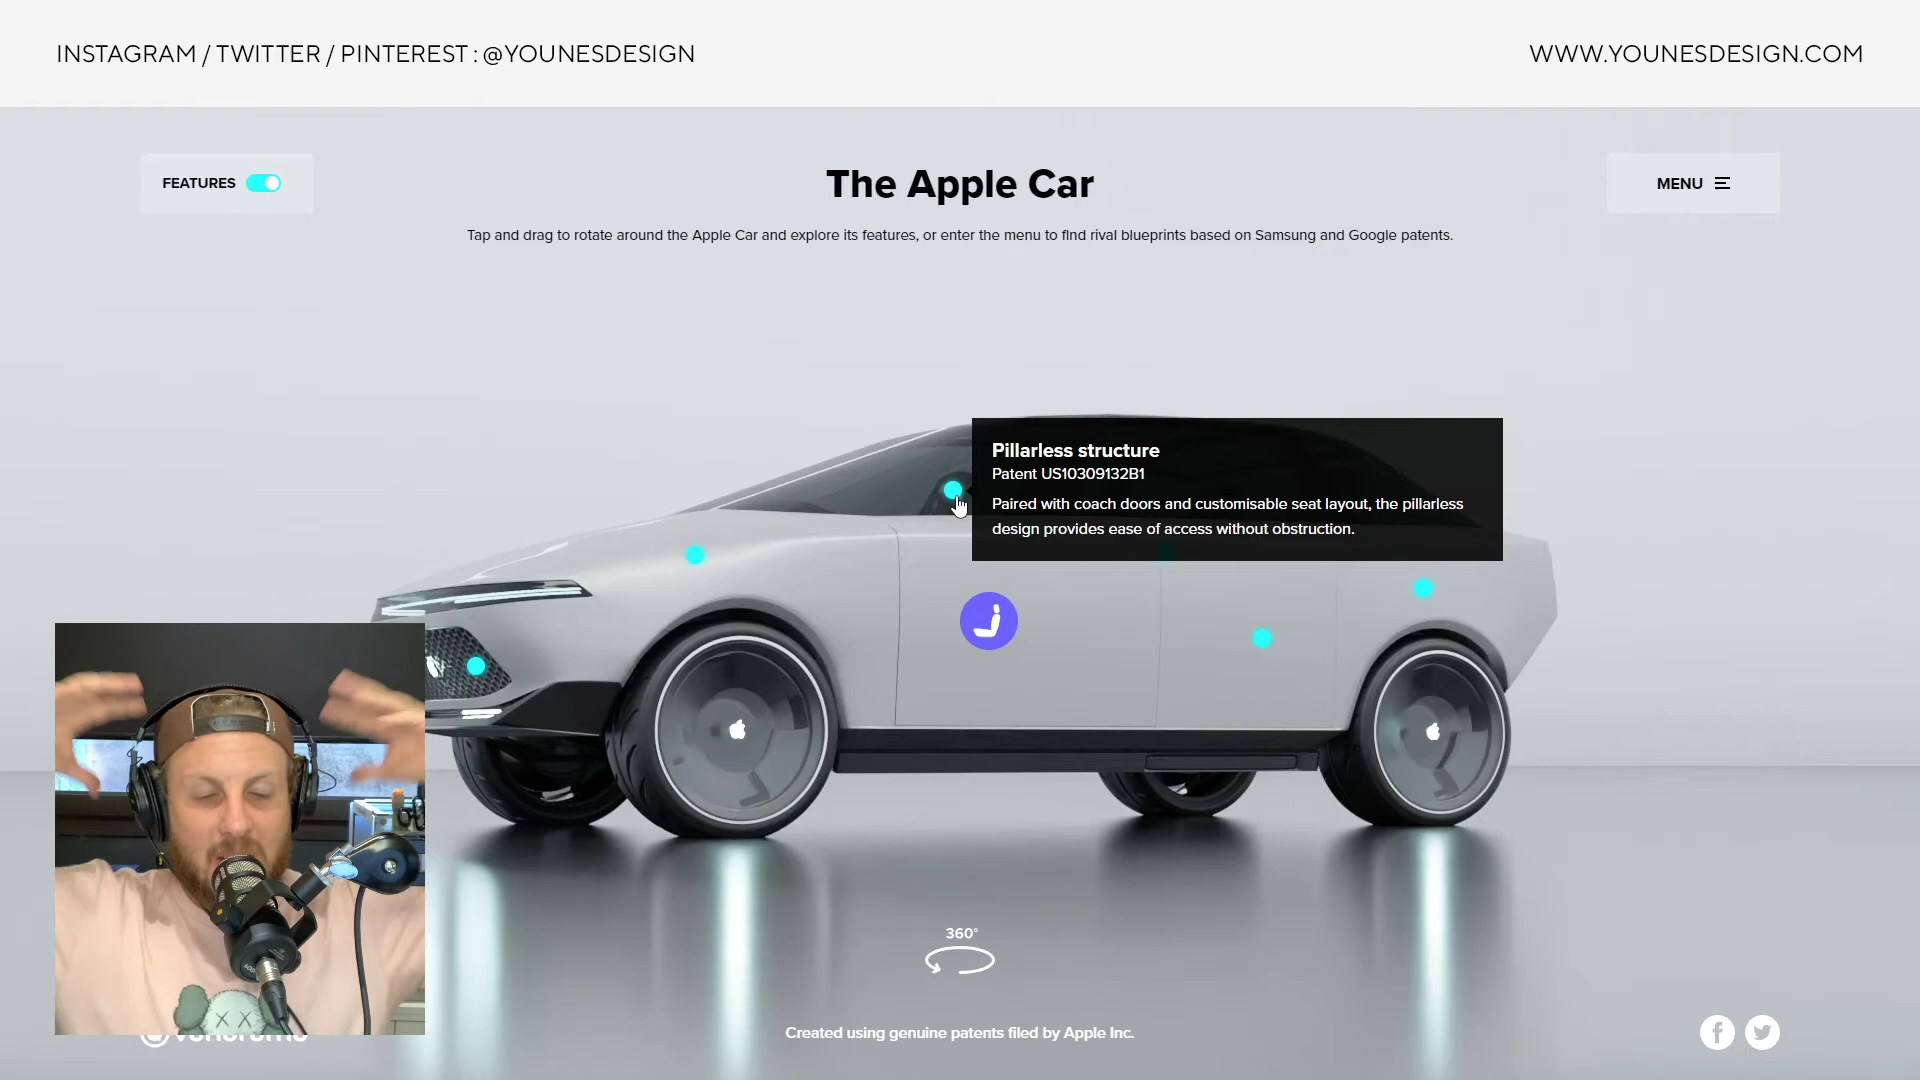 INSTAGRAM / TWITTER / PINTEREST : @YOUNESDESIGN
WWW.YOUNESDESIGN.COM
FEATURES
The Apple Car
MENU
Tap and drag to rotate around the Apple Car and explore its features, or enter the menu to find rival blueprints based on Samsung and Google patents.
Pillarless structure
Patent US10309132B1
Paired with coach doors and customisable seat layout, the pillarless
design provides ease of access without obstruction.
360°
Created using genuine patents filed by Apple Inc.